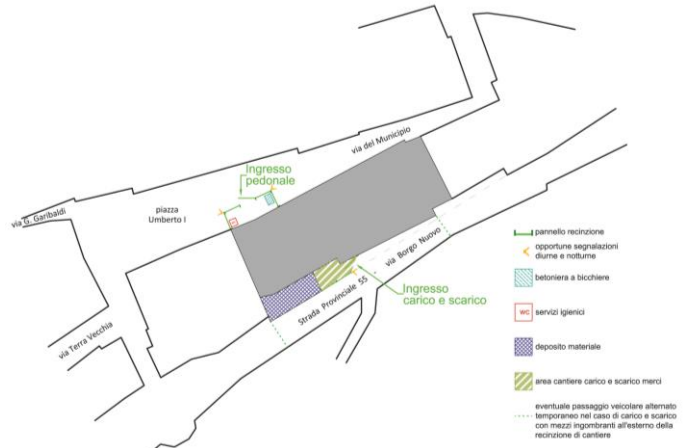 via del Municipio
Ingresso
pedonale
piazza
Umberto I
via G. Garibaldi
WC
via Borgo Nuovo
Strada Provinciale 55
Ingresso
carico e scarico
via Terra Vecchia
pannello recinzione
opportune segnalazioni
diurne e notturne
betoniera a bicchiere
WC
servizi igienici
deposito materiale
area cantiere carico e scarico merci
eventuale passaggio veicolare alternato
temporaneo nel caso di carico e scarico
con mezzi ingombranti all'esterno della
recinzione di cantiere